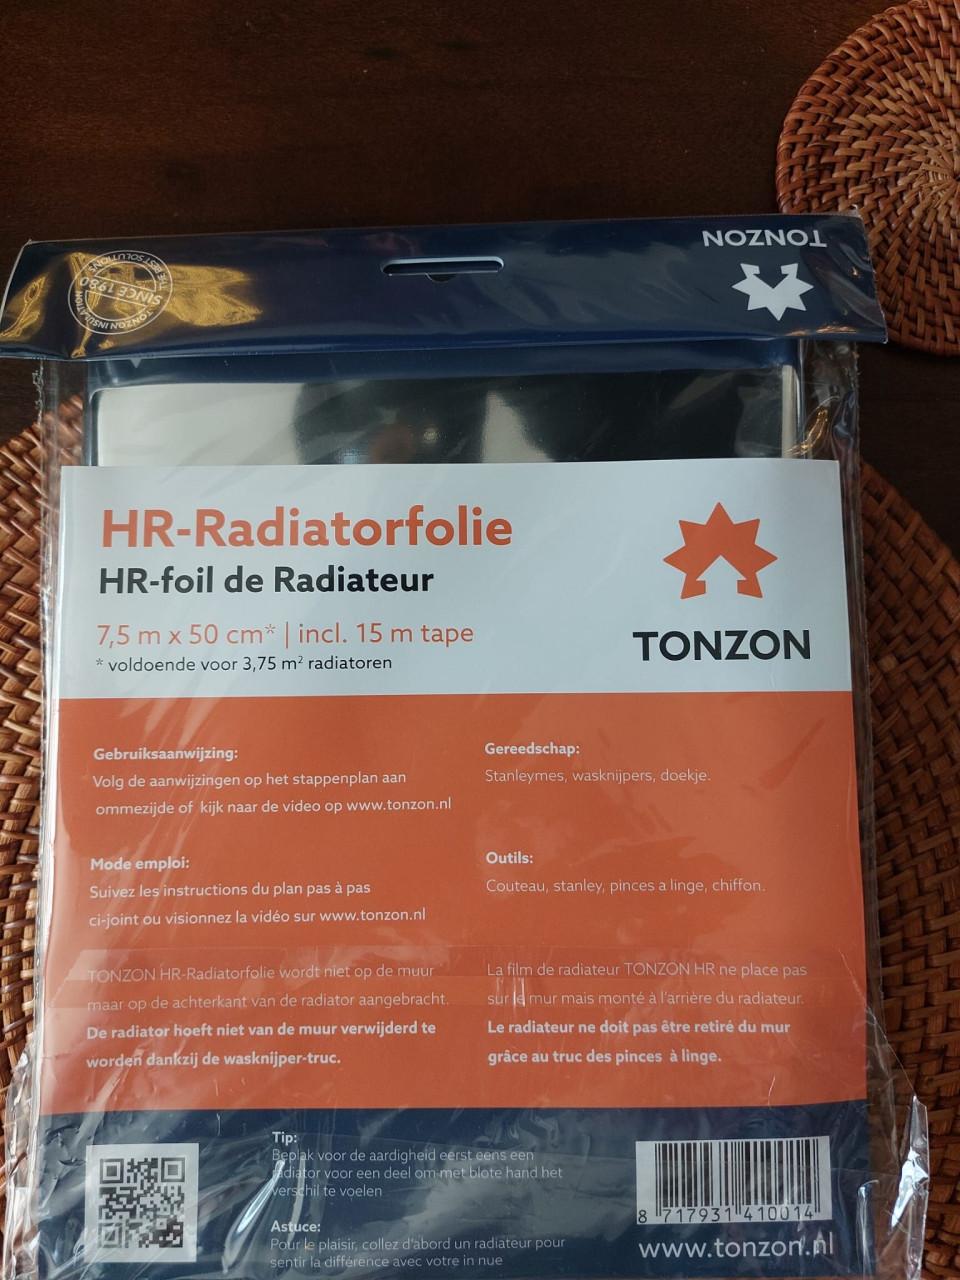 TONZON
THE BEST SOLUTIONS
SINCE 1980
TONZON INSULATION
HR-Radiatorfolie
HR-foil de Radiateur
7,5 m x 50 cm* | incl. 15 m tape
* voldoende voor 3,75 m² radiatoren
TONZON
Gebruiksaanwijzing:
Volg de aanwijzingen op het stappenplan aan
ommezijde of kijk naar de video op www.tonzon.nl
Gereedschap:
Stanleymes, wasknijpers, doekje.
Mode emploi:
Suivez les instructions du plan pas à pas
ci-joint ou visionnez la vidéo sur www.tonzon.nl
Outils:
Couteau, stanley, pinces a linge, chiffon.
TONZON HR-Radiatorfolie wordt niet op de muur
maar op de achterkant van de radiator aangebracht.
De radiator hoeft niet van de muur verwijderd te
worden dankzij de wasknijper-truc.
La film de radiateur TONZON HR ne place pas
sur le mur mais monté à l'arrière du radiateur.
Le radiateur ne doit pas être retiré du mur
grâce au truc des pinces à linge.
Tip:
Beplak voor de aardigheid eerst eens een
radiator voor een deel om met blote hand het
verschil te voelen
Astuce:
Pour le plaisir, collez d'abord un radiateur pour
sentir la différence avec votre in nue
8 717931 410014
www.tonzon.nl